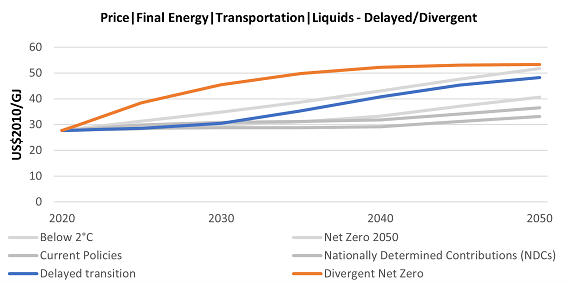 Price|Final Energy|Transportation|Liquids - Delayed/Divergent
US$2010/GJ
60
50
40
30
20
10
0
2020 2030 2040 2050
Below 2°C Net Zero 2050
Current Policies Nationally Determined Contributions (NDCs)
Delayed transition Divergent Net Zero